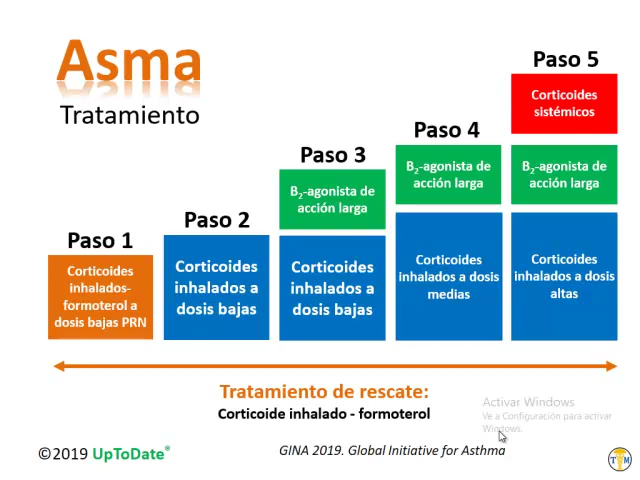 Asma
Tratamiento
Paso 1
Corticoides
inhalados-
formoterol a
dosis bajas PRN
Paso 2
Corticoides
inhalados a
dosis bajas
Paso 3
B₂-agonista de
acción larga
Corticoides
inhalados a
dosis bajas
Paso 4
B₂-agonista de
acción larga
Corticoides
inhalados a dosis
medias
Paso 5
Corticoides
sistémicos
B₂-agonista de
acción larga
Corticoides
inhalados a dosis
altas
Tratamiento de rescate:
Corticoide inhalado - formoterol
Activar Windows
Ve a Configuración para activar
Windows.
©2019 UpToDate®
GINA 2019. Global Initiative for Asthma
T M